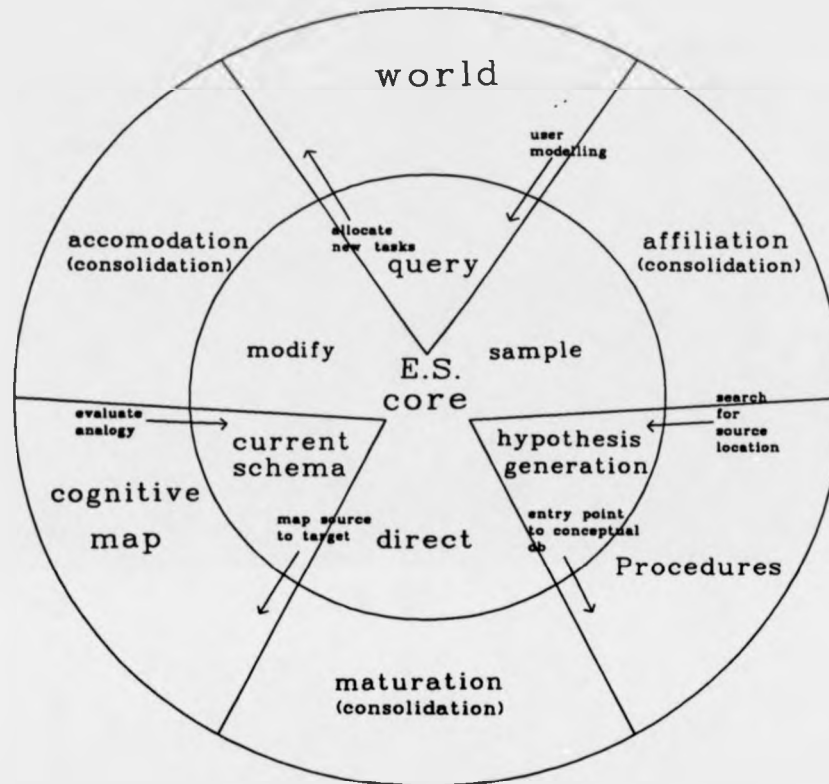 world
user
modelling
allocate
new tasks
query
accomodation
(consolidation)
affiliation
(consolidation)
modify
sample
E.S.
core
evaluate
analogy
search
for
source
location
current
schema
hypothesis
generation
cognitive
map
map source
to target
direct
entry point
to conceptual
ob
Procedures
maturation
(consolidation)